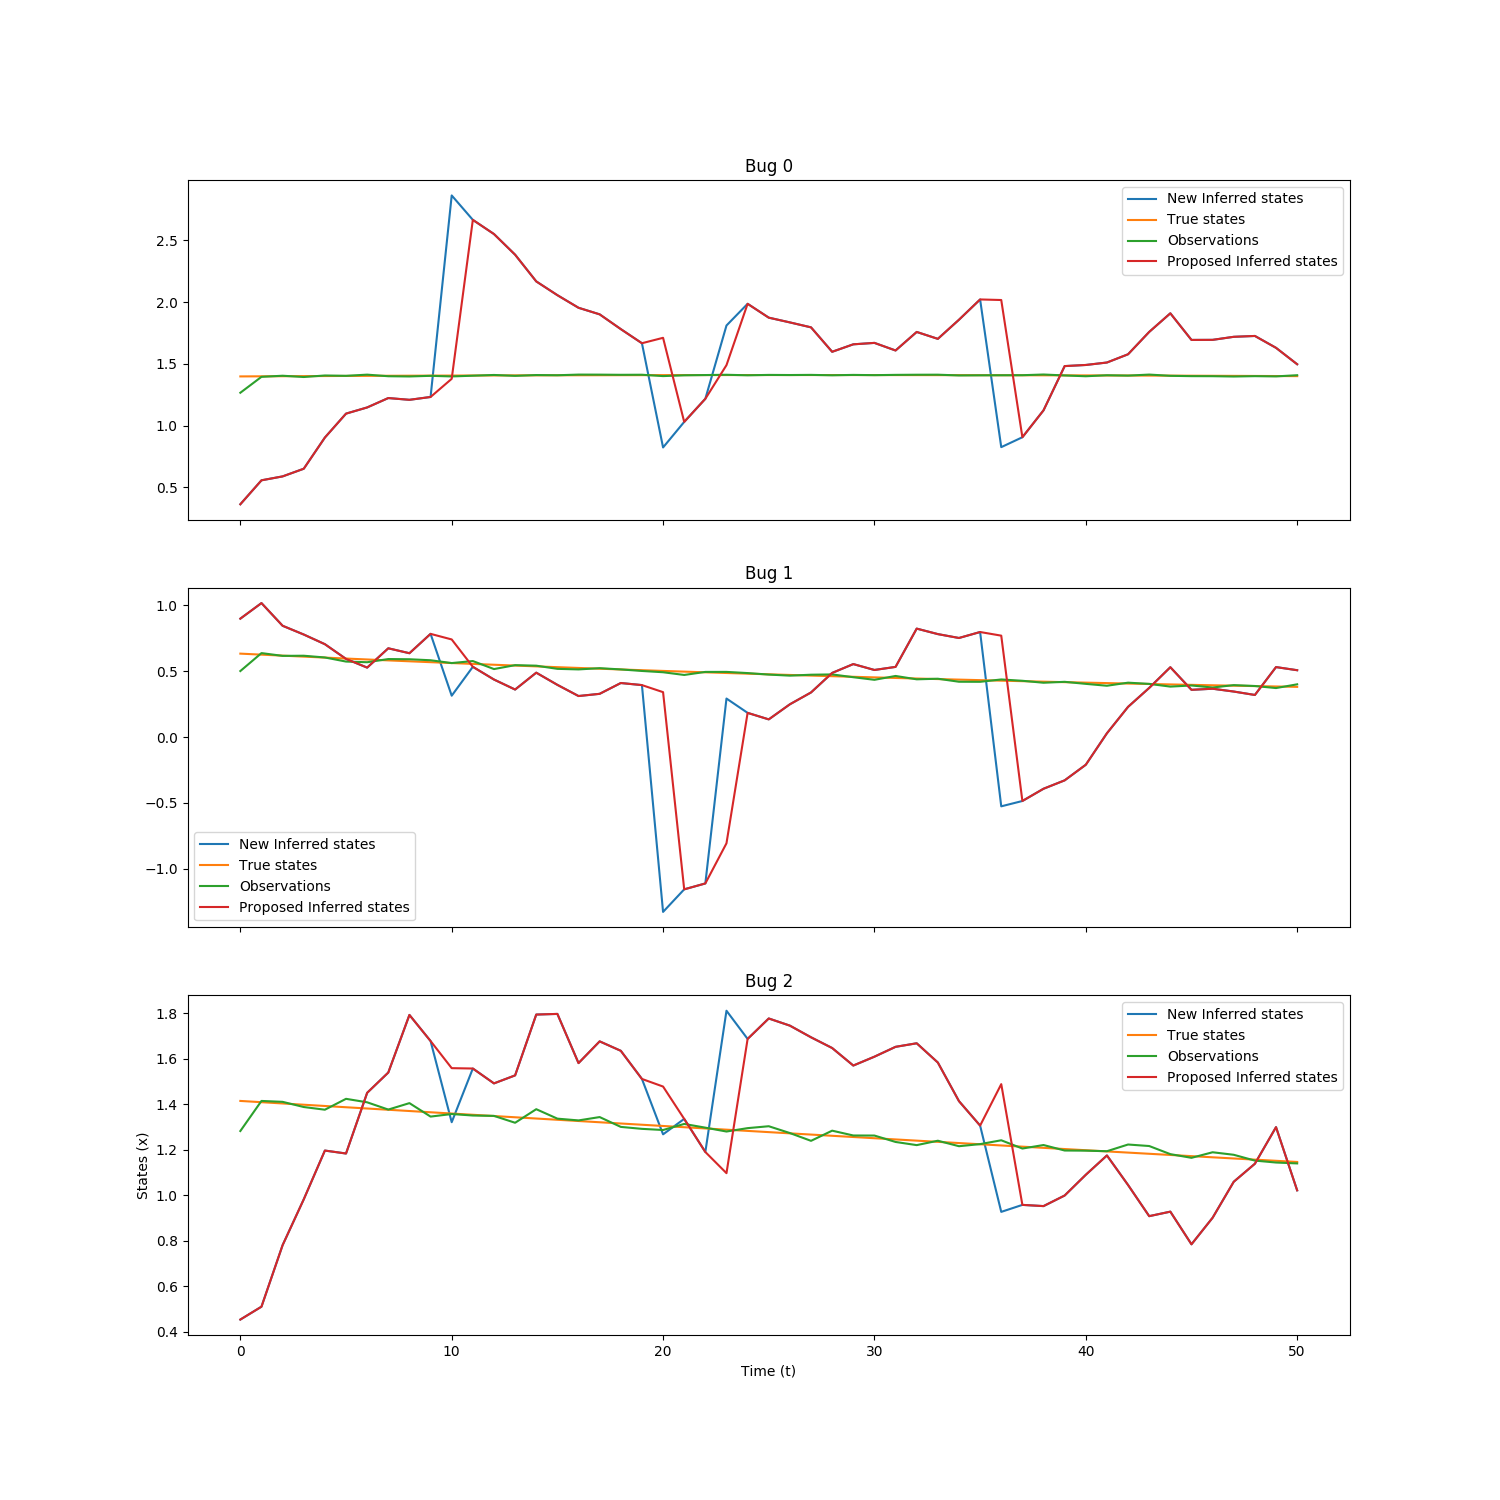 Bug 0
2.5
2.0
1.5
1.0
0.5
New Inferred states
True states
Observations
Proposed Inferred states
Bug 1
1.0
0.5
0.0
−0.5
−1.0
New Inferred states
True states
Observations
Proposed Inferred states
Bug 2
States (x)
1.8
1.6
1.4
1.2
1.0
0.8
0.6
0.4
New Inferred states
True states
Observations
Proposed Inferred states
0 10 20 30 40 50
Time (t)